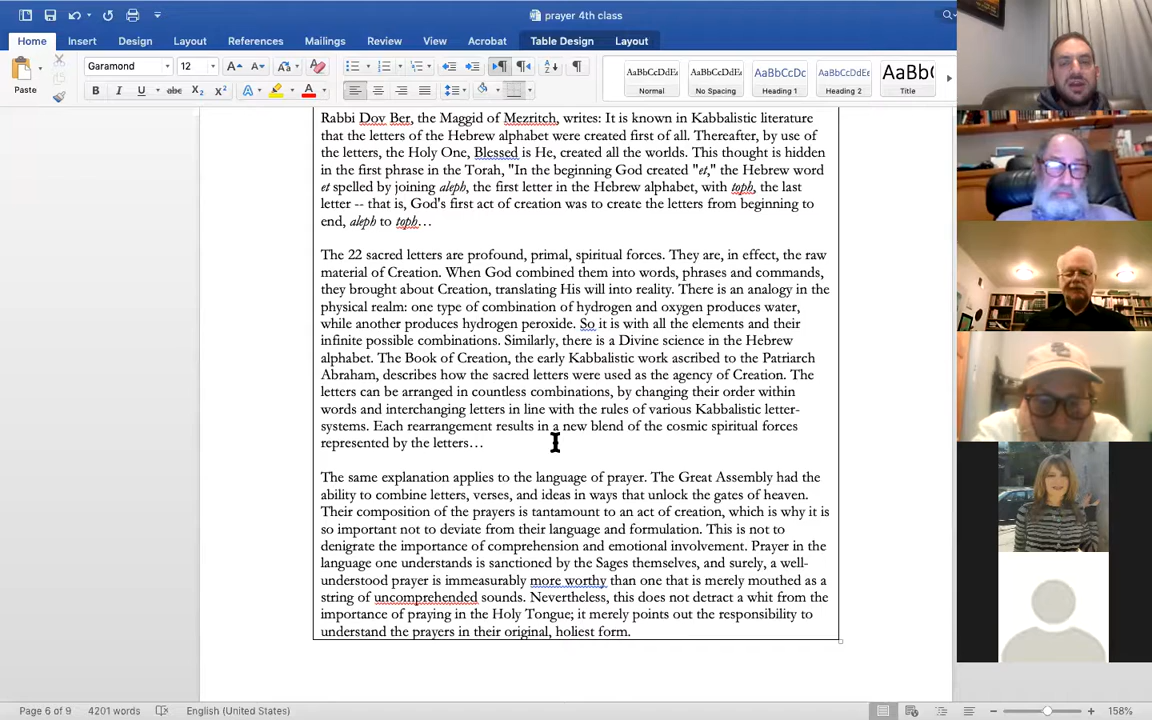 prayer 4th class
Home Insert Design Layout References Mailings Review View Acrobat Table Design Layout
Paste
Garamond 12
AaBbCcDdEe AaBbCcDdEe AaBbCcDc AaBbCcDdEe AaBb(
Normal No Spacing Heading 1 Heading 2 Title
Rabbi Dov Ber, the Maggid of Mezritch, writes: It is known in Kabbalistic literature
that the letters of the Hebrew alphabet were created first of all. Thereafter, by use of
the letters, the Holy One, Blessed is He, created all the worlds. This thought is hidden
in the first phrase in the Torah, "In the beginning God created "et," the Hebrew word
et spelled by joining aleph, the first letter in the Hebrew alphabet, with toph, the last
letter -- that is, God's first act of creation was to create the letters from beginning to
end, aleph to toph…
The 22 sacred letters are profound, primal, spiritual forces. They are, in effect, the raw
material of Creation. When God combined them into words, phrases and commands,
they brought about Creation, translating His will into reality. There is an analogy in the
physical realm: one type of combination of hydrogen and oxygen produces water,
while another produces hydrogen peroxide. So it is with all the elements and their
infinite possible combinations. Similarly, there is a Divine science in the Hebrew
alphabet. The Book of Creation, the early Kabbalistic work ascribed to the Patriarch
Abraham, describes how the sacred letters were used as the agency of Creation. The
letters can be arranged in countless combinations, by changing their order within
words and interchanging letters in line with the rules of various Kabbalistic letter-
systems. Each rearrangement results in a new blend of the cosmic spiritual forces
represented by the letters…
The same explanation applies to the language of prayer. The Great Assembly had the
ability to combine letters, verses, and ideas in ways that unlock the gates of heaven.
Their composition of the prayers is tantamount to an act of creation, which is why it is
so important not to deviate from their language and formulation. This is not to
denigrate the importance of comprehension and emotional involvement. Prayer in the
language one understands is sanctioned by the Sages themselves, and surely, a well-
understood prayer is immeasurably more worthy than one that is merely mouthed as a
string of uncomprehended sounds. Nevertheless, this does not detract a whit from the
importance of praying in the Holy Tongue; it merely points out the responsibility to
understand the prayers in their original, holiest form.
Page 6 of 9 4201 words English (United States) 158%